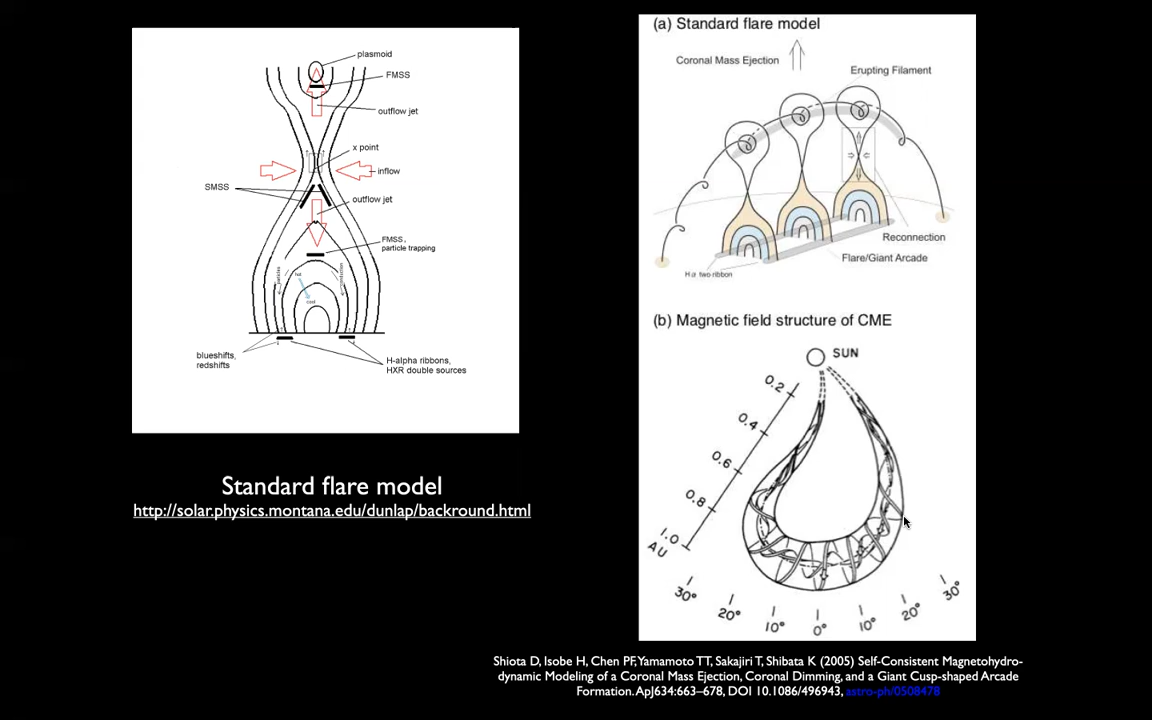 plasmoid
FMSS
outflow jet
x point
inflow
SMSS
outflow jet
FMSS,
particle trapping
particles
hot
conduction
cool
blueshifts,
redshifts
H-alpha ribbons,
HXR double sources
Standard flare model
http://solar.physics.montana.edu/dunlap/backround.html
(a) Standard flare model
Coronal Mass Ejection
Erupting Filament
Reconnection
Flare/Giant Arcade
Hα two ribbon
(b) Magnetic field structure of CME
SUN
0.2
0.4
0.6
0.8
1.0
AU
30° 20° 10° 0° 10° 20° 30°
Shiota D, Isobe H, Chen PF, Yamamoto TT, Sakajiri T, Shibata K (2005) Self-Consistent Magnetohydro-
dynamic Modeling of a Coronal Mass Ejection, Coronal Dimming, and a Giant Cusp-shaped Arcade
Formation. ApJ634:663–678, DOI 10.1086/496943, astro-ph/0508478